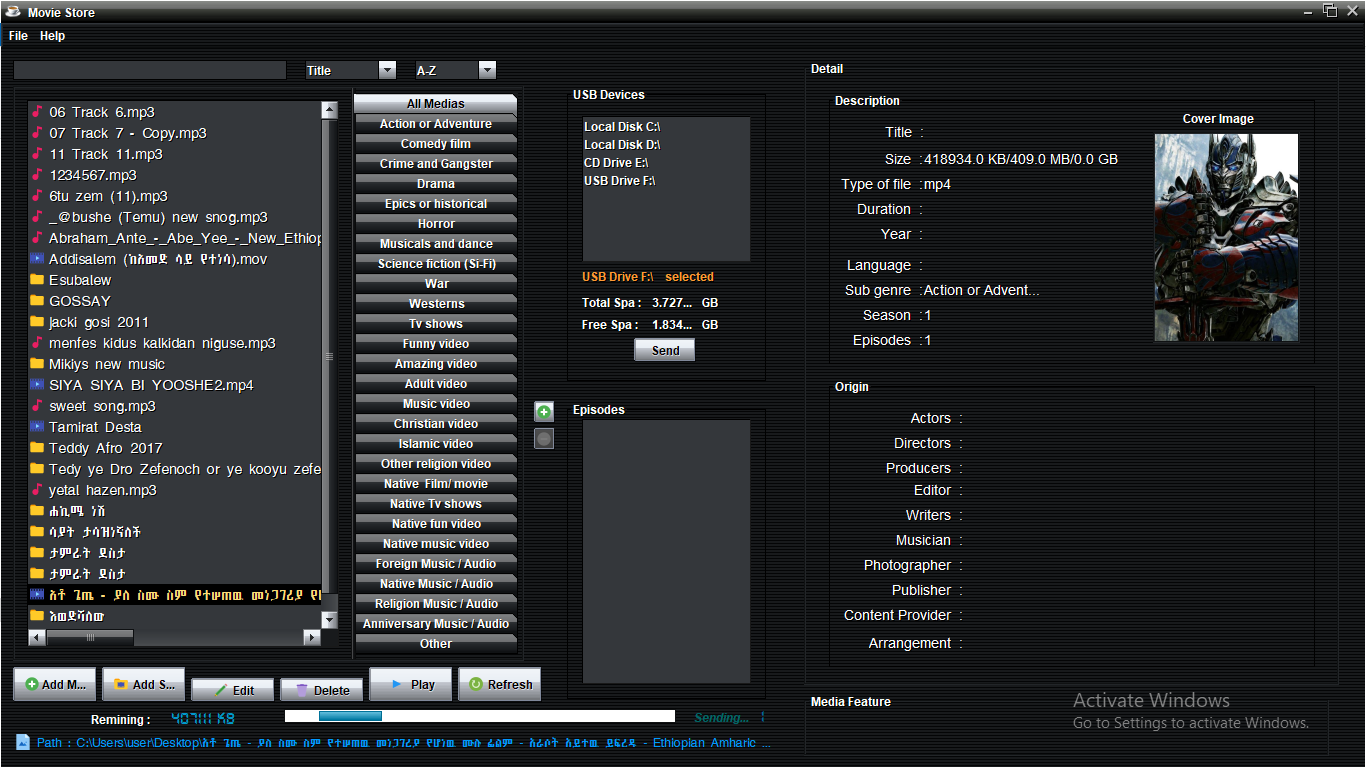 Movie Store
File Help
Title A-Z
06 Track 6.mp3
07 Track 7 - Copy.mp3
11 Track 11.mp3
1234567.mp3
6tu zem (11).mp3
_@bushe (Temu) new snog.mp3
Abraham_Ante_-_Abe_Yee_-_New_Ethiop
Addisalem (ከአመድ ላይ የተነሳ).mov
Esubalew
GOSSAY
jacki gosi 2011
menfes kidus kalkidan niguse.mp3
Mikiys new music
SIYA SIYA BI YOOSHE2.mp4
sweet song.mp3
Tamirat Desta
Teddy Afro 2017
Tedy ye Dro Zefenoch or ye kooyu zefe
yetal hazen.mp3
ሐኪሜ ነሽ
ሳያት ታሳዝነኛለች
ታምራት ደስታ
ታምራት ደስታ
አቶ ጌጤ - ያለ ስሙ ስም የተሠጠዉ መነጋገሪያ የ
እወድሻለው
All Medias
Action or Adventure
Comedy film
Crime and Gangster
Drama
Epics or historical
Horror
Musicals and dance
Science fiction (Si-Fi)
War
Westerns
Tv shows
Funny video
Amazing video
Adult video
Music video
Christian video
Islamic video
Other religion video
Native Film/ movie
Native Tv shows
Native fun video
Native music video
Foreign Music / Audio
Native Music / Audio
Religion Music / Audio
Anniversary Music / Audio
Other
USB Devices
Local Disk C:\
Local Disk D:\
CD Drive E:\
USB Drive F:\
USB Drive F:\ selected
Total Spa : 3.727... GB
Free Spa : 1.834... GB
Send
Episodes
Detail
Description
Cover Image
Title :
Size :418934.0 KB/409.0 MB/0.0 GB
Type of file :mp4
Duration :
Year :
Language :
Sub genre :Action or Advent...
Season :1
Episodes :1
Origin
Actors :
Directors :
Producers :
Editor :
Writers :
Musician :
Photographer :
Publisher :
Content Provider :
Arrangement :
Media Feature
Add M... Add S... Edit Delete Play Refresh
Remining : 407111 KB Sending...
Path : C:\Users\user\Desktop\አቶ ጌጤ - ያለ ስሙ ስም የተሠጠዉ መነጋገሪያ የሆነዉ ሙሉ ፊልም - እራሶት አይተዉ ይፍረዱ - Ethiopian Amharic ...
Activate Windows
Go to Settings to activate Windows.